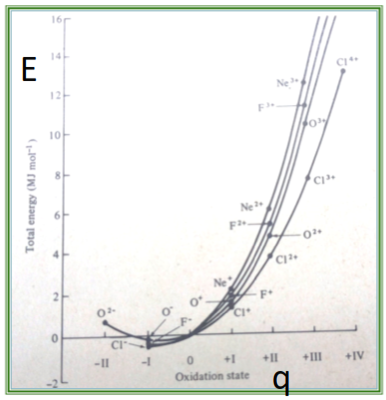 16
E
14
12
10
8
6
4
2
0
−2
Total energy (MJ mol⁻¹)
Ne³⁺
F³⁺
O³⁺
Cl⁴⁺
Cl³⁺
Ne²⁺
F²⁺
O²⁺
Cl²⁺
Ne⁺
O⁺
F⁺
Cl⁺
O²⁻
O⁻
F⁻
Cl⁻
−II
−I
0
+I
+II
+III
+IV
Oxidation state
q